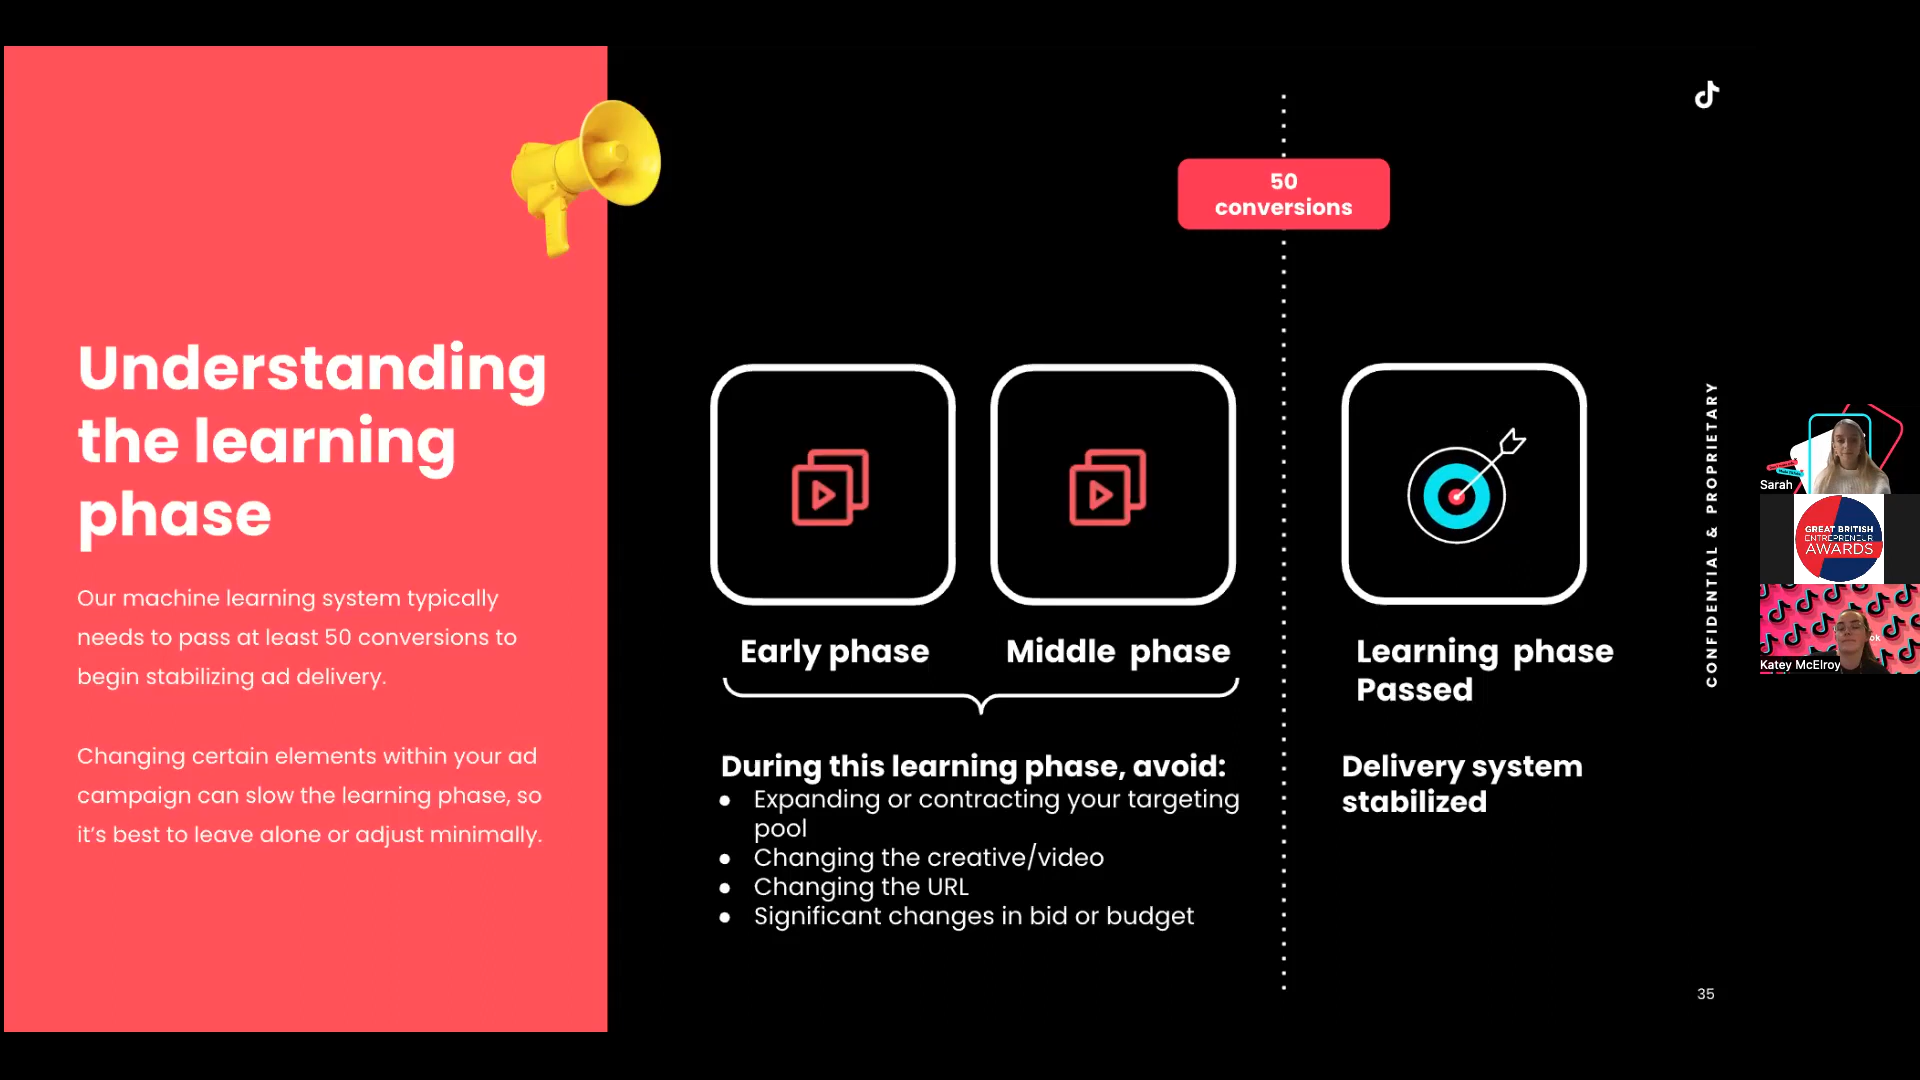 Understanding
the learning
phase
Our machine learning system typically
needs to pass at least 50 conversions to
begin stabilizing ad delivery.
Changing certain elements within your ad
campaign can slow the learning phase, so
it's best to leave alone or adjust minimally.
50
conversions
Early phase
Middle phase
Learning phase
Passed
During this learning phase, avoid:
● Expanding or contracting your targeting
pool
● Changing the creative/video
● Changing the URL
● Significant changes in bid or budget
Delivery system
stabilized
CONFIDENTIAL & PROPRIETARY
35
Sarah
GREAT BRITISH
ENTREPRENEUR
AWARDS
Katey McElroy